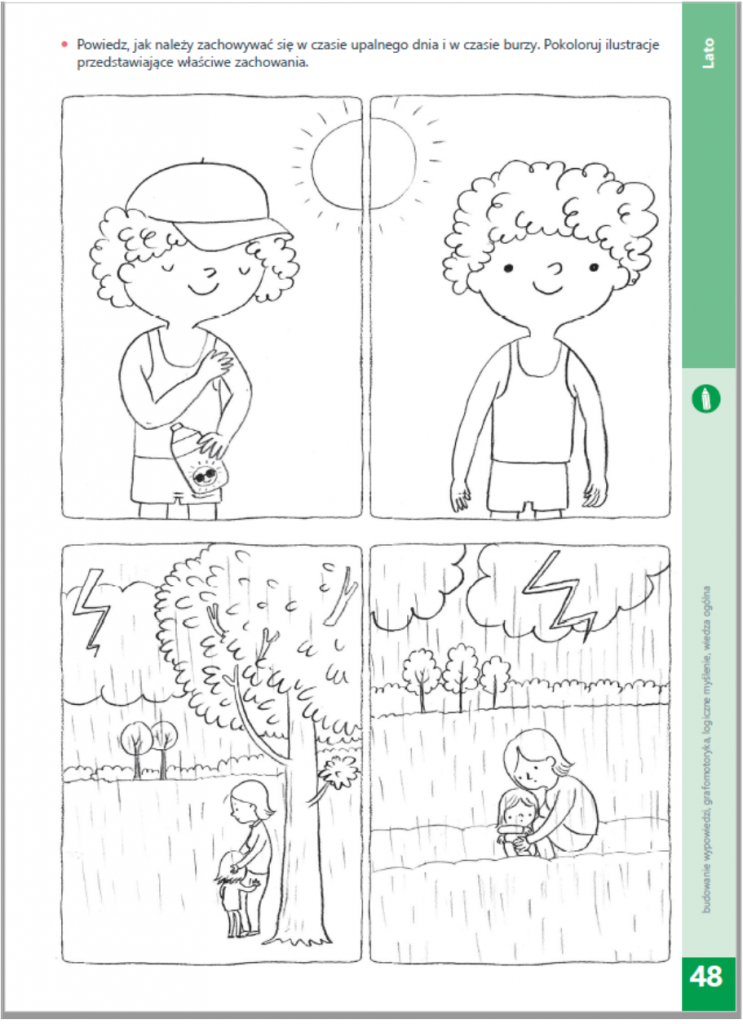 Powiedz, jak należy zachowywać się w czasie upalnego dnia i w czasie burzy. Pokoloruj ilustracje
przedstawiające właściwe zachowania.
Lato
budowanie wypowiedzi, grafomotoryka, logiczne myślenie, wiedza ogólna
48